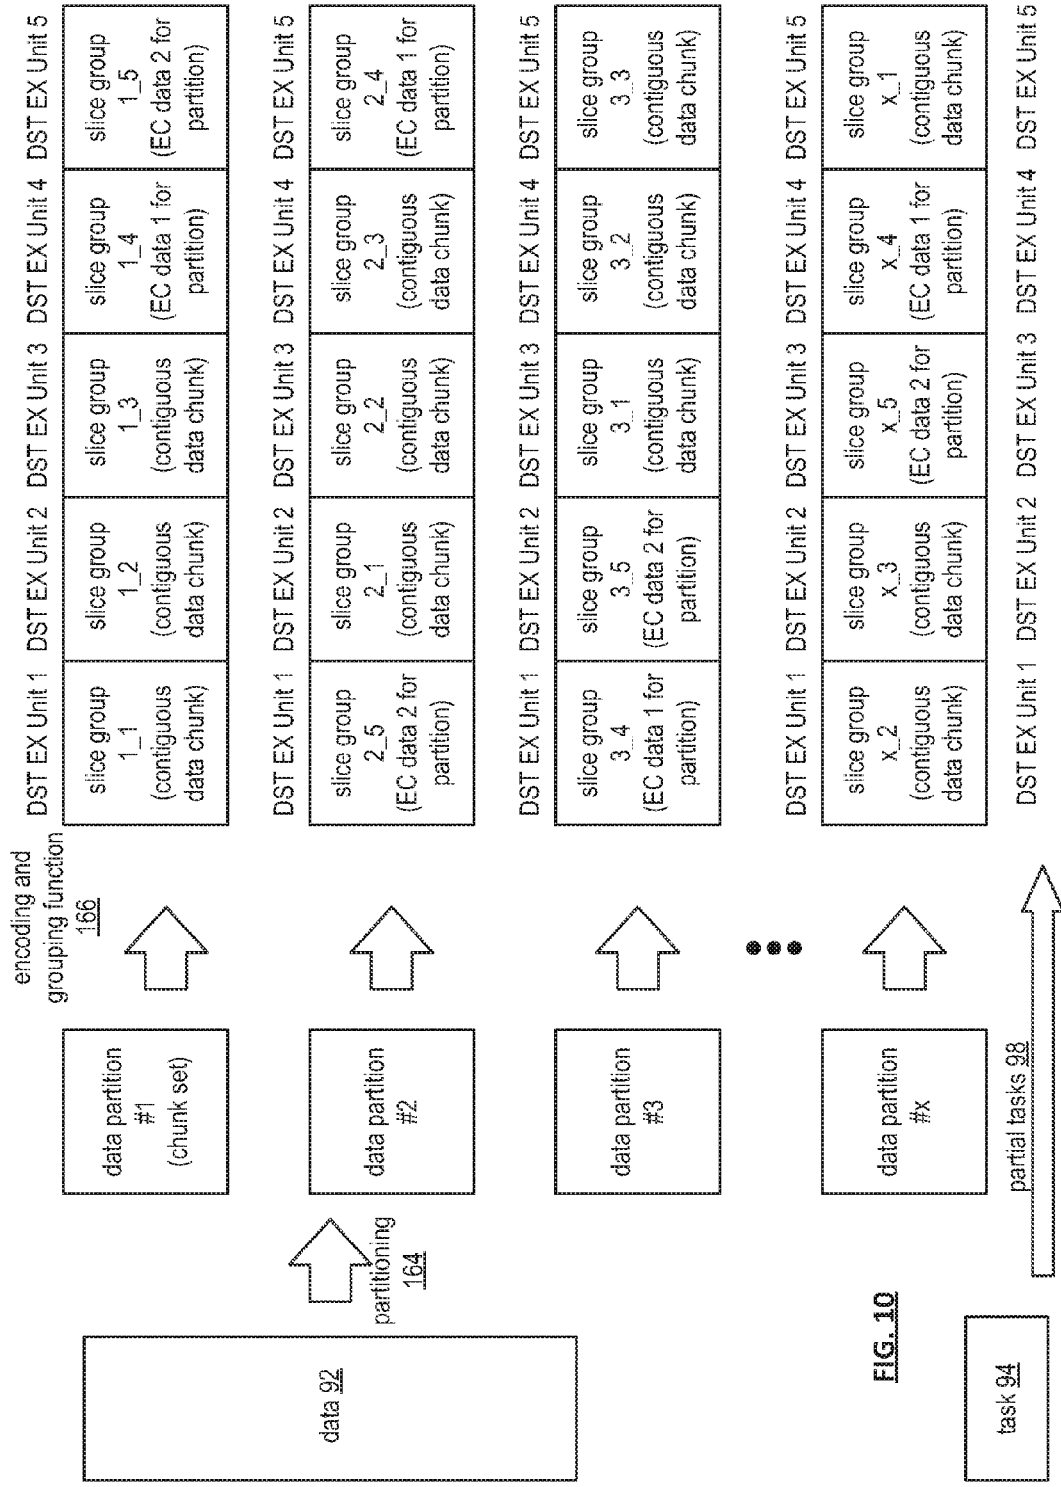 data 92
partitioning
164
data partition
#1
(chunk set)
data partition
#2
data partition
#3
data partition
#x
encoding and
grouping function
166
DST EX Unit 1
DST EX Unit 2
DST EX Unit 3
DST EX Unit 4
DST EX Unit 5
slice group
1_1
(contiguous
data chunk)
slice group
1_2
(contiguous
data chunk)
slice group
1_3
(contiguous
data chunk)
slice group
1_4
(EC data 1 for
partition)
slice group
1_5
(EC data 2 for
partition)
DST EX Unit 1
DST EX Unit 2
DST EX Unit 3
DST EX Unit 4
DST EX Unit 5
slice group
2_5
(EC data 2 for
partition)
slice group
2_1
(contiguous
data chunk)
slice group
2_2
(contiguous
data chunk)
slice group
2_3
(contiguous
data chunk)
slice group
2_4
(EC data 1 for
partition)
DST EX Unit 1
DST EX Unit 2
DST EX Unit 3
DST EX Unit 4
DST EX Unit 5
slice group
3_4
(EC data 1 for
partition)
slice group
3_5
(EC data 2 for
partition)
slice group
3_1
(contiguous
data chunk)
slice group
3_2
(contiguous
data chunk)
slice group
3_3
(contiguous
data chunk)
DST EX Unit 1
DST EX Unit 2
DST EX Unit 3
DST EX Unit 4
DST EX Unit 5
slice group
x_2
(contiguous
data chunk)
slice group
x_3
(contiguous
data chunk)
slice group
x_5
(EC data 2 for
partition)
slice group
x_4
(EC data 1 for
partition)
slice group
x_1
(contiguous
data chunk)
FIG. 10
task 94
partial tasks 98
DST EX Unit 1
DST EX Unit 2
DST EX Unit 3
DST EX Unit 4
DST EX Unit 5